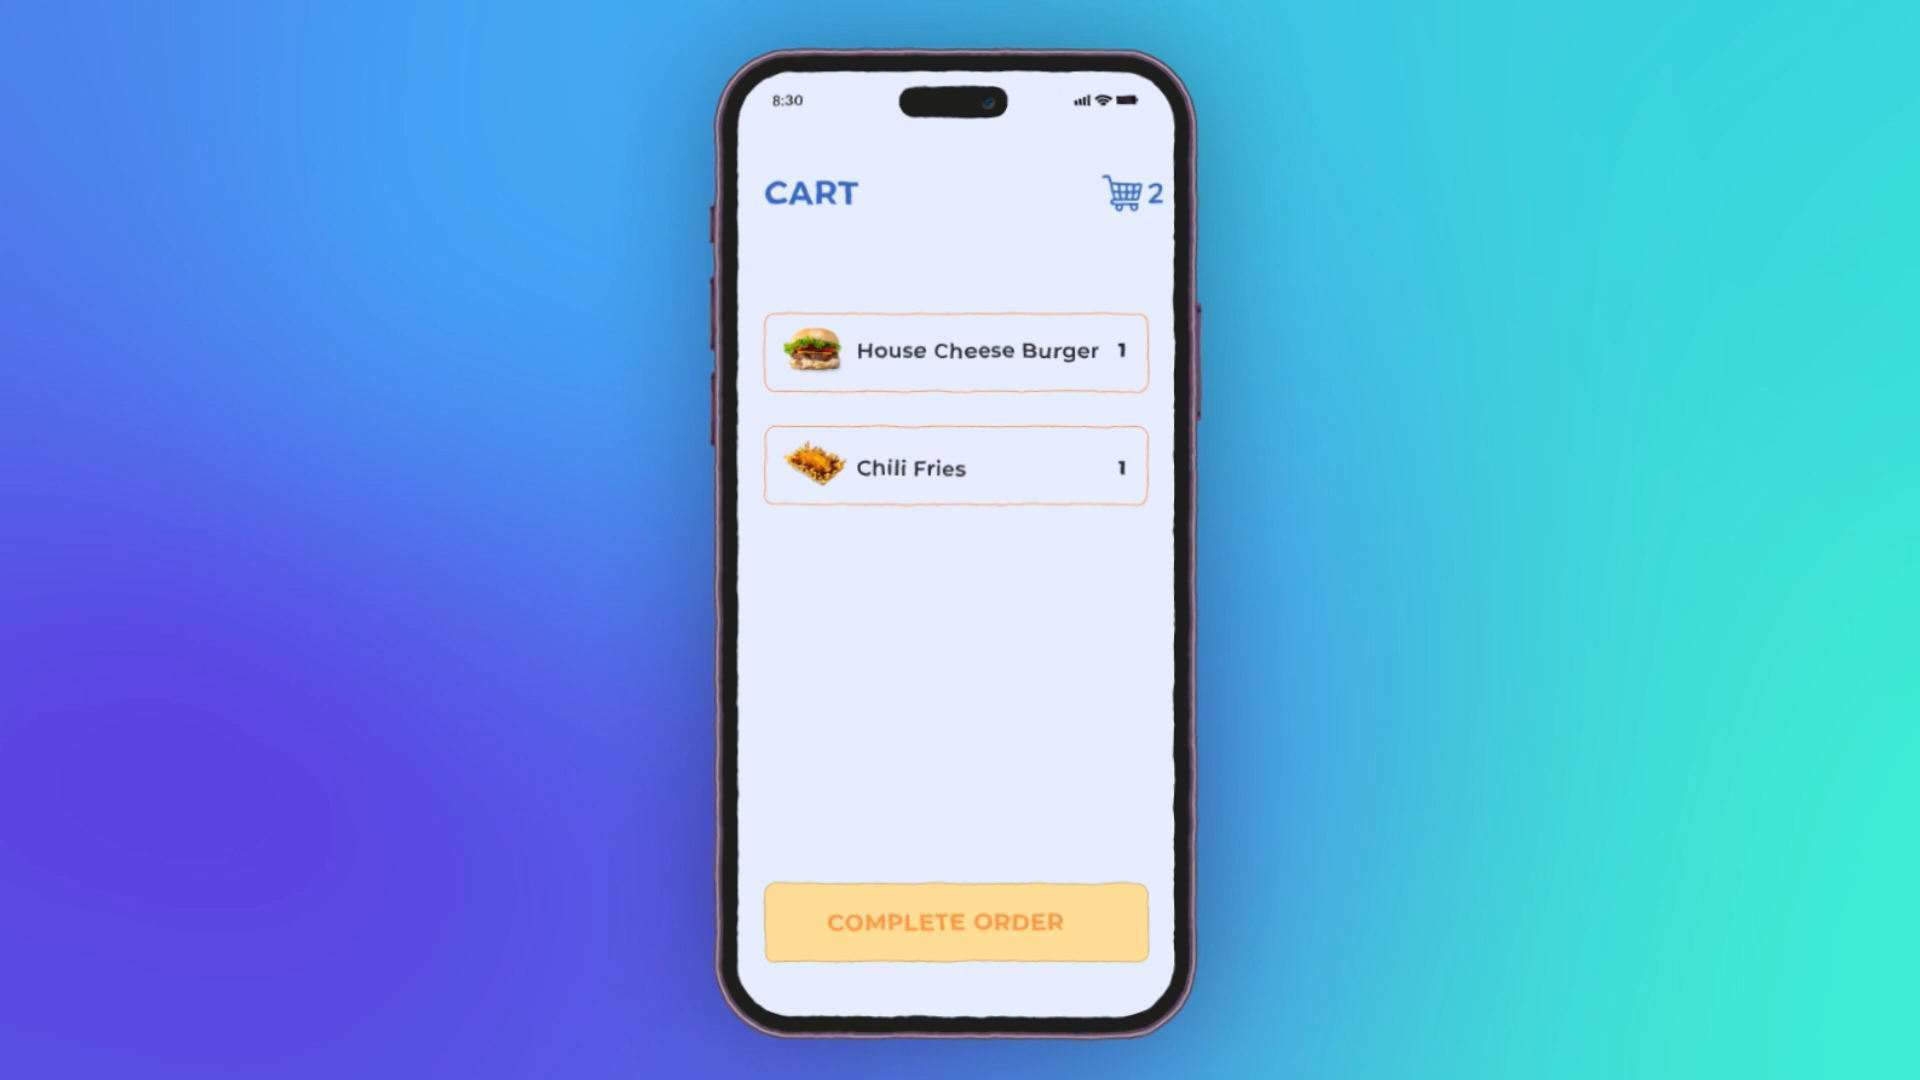 8:30
CART 2
House Cheese Burger 1
Chili Fries 1
COMPLETE ORDER